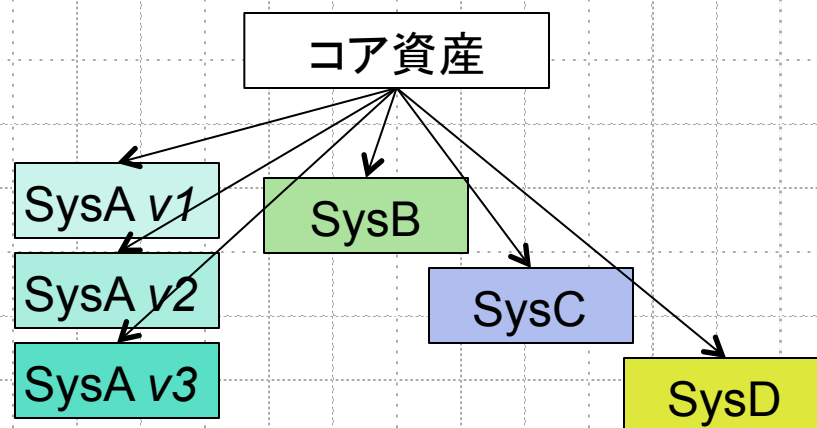 コア資産
SysA v1
SysB
SysA v2
SysC
SysA v3
SysD